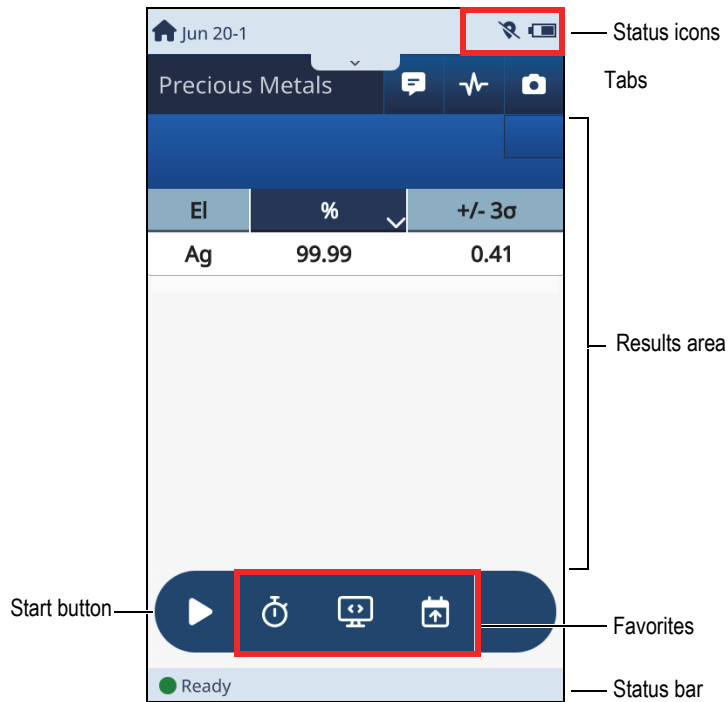 Jun 20-1
Status icons
Precious Metals
Tabs
El % +/- 3σ
Ag 99.99 0.41
Results area
Start button
Favorites
Ready
Status bar